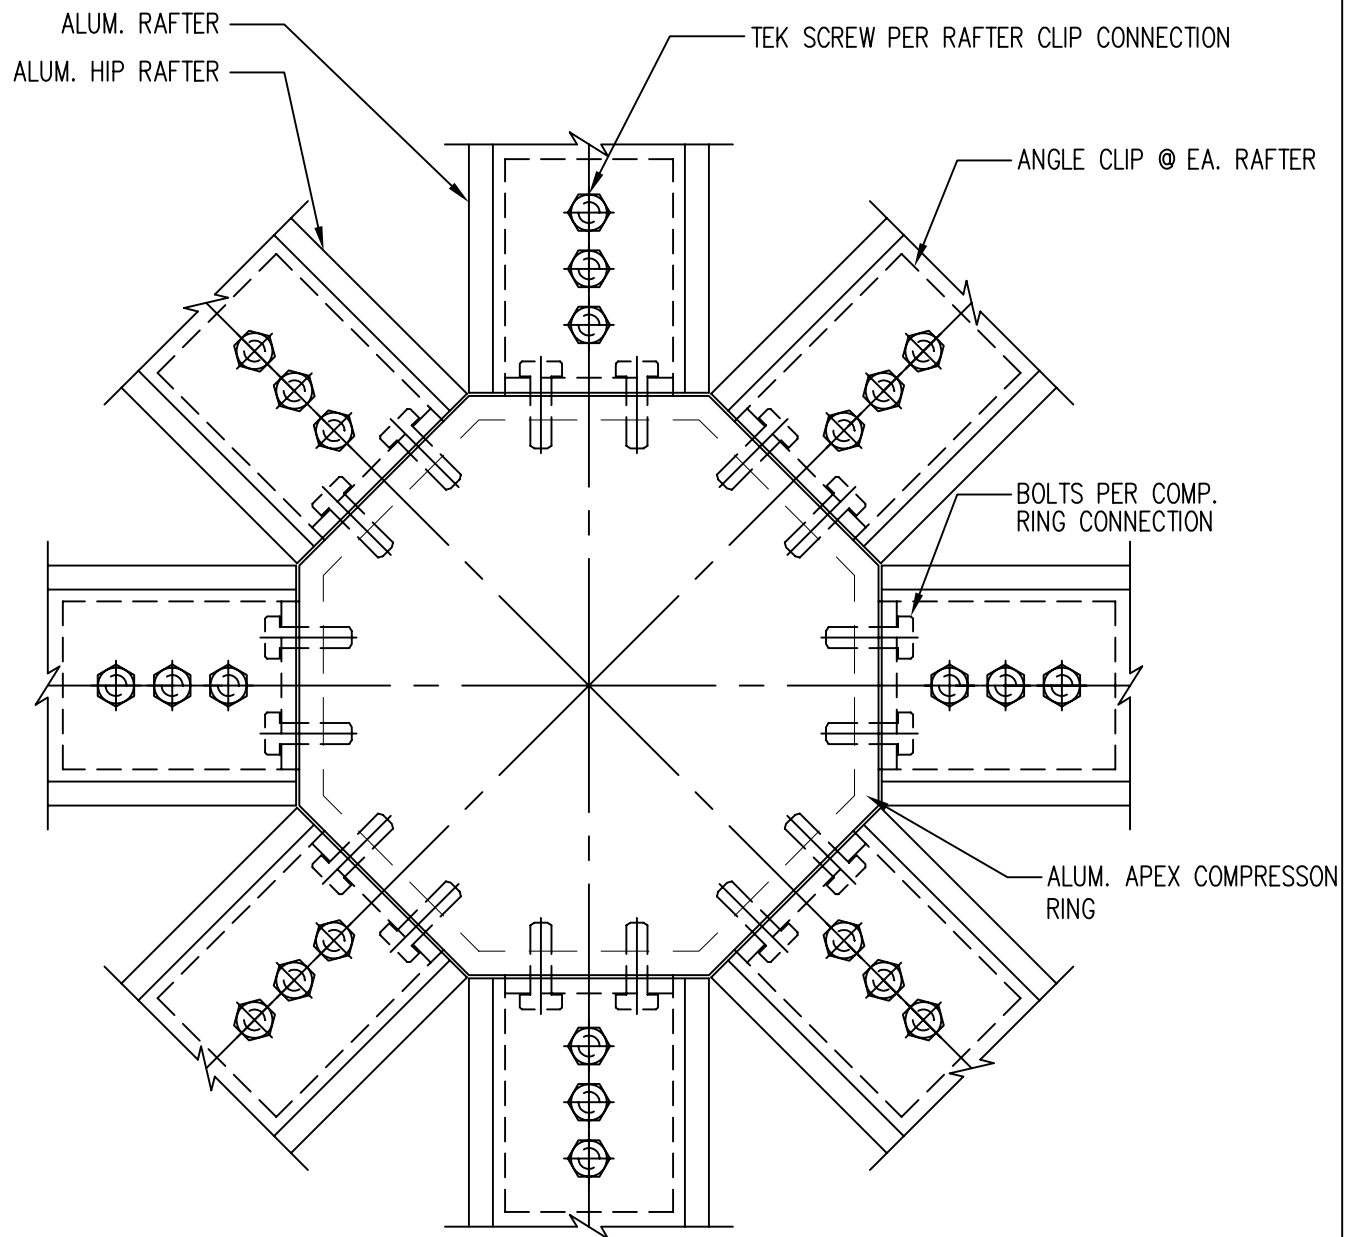 ALUM. RAFTER
ALUM. HIP RAFTER
TEK SCREW PER RAFTER CLIP CONNECTION
ANGLE CLIP @ EA. RAFTER
BOLTS PER COMP.
RING CONNECTION
ALUM. APEX COMPRESSON
RING